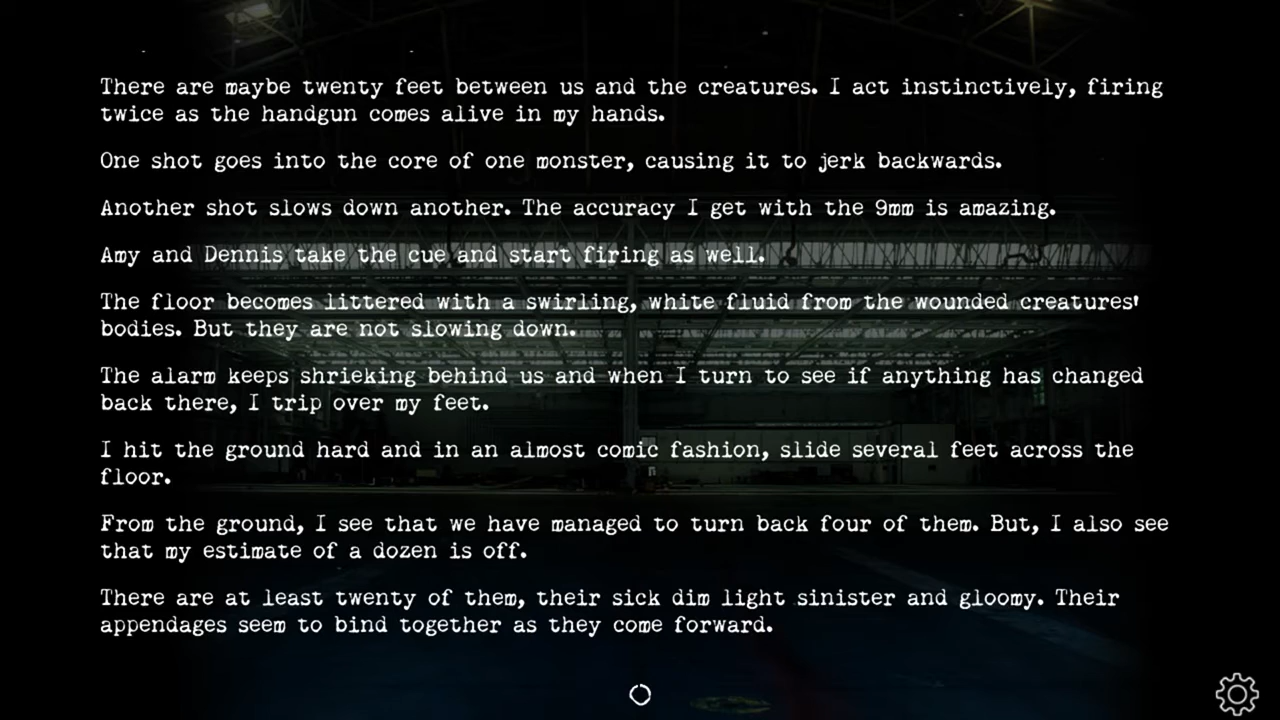 There are maybe twenty feet between us and the creatures. I act instinctively, firing
twice as the handgun comes alive in my hands.
One shot goes into the core of one monster, causing it to jerk backwards.
Another shot slows down another. The accuracy I get with the 9mm is amazing.
Amy and Dennis take the cue and start firing as well.
The floor becomes littered with a swirling, white fluid from the wounded creatures'
bodies. But they are not slowing down.
The alarm keeps shrieking behind us and when I turn to see if anything has changed
back there, I trip over my feet.
I hit the ground hard and in an almost comic fashion, slide several feet across the
floor.
From the ground, I see that we have managed to turn back four of them. But, I also see
that my estimate of a dozen is off.
There are at least twenty of them, their sick dim light sinister and gloomy. Their
appendages seem to bind together as they come forward.